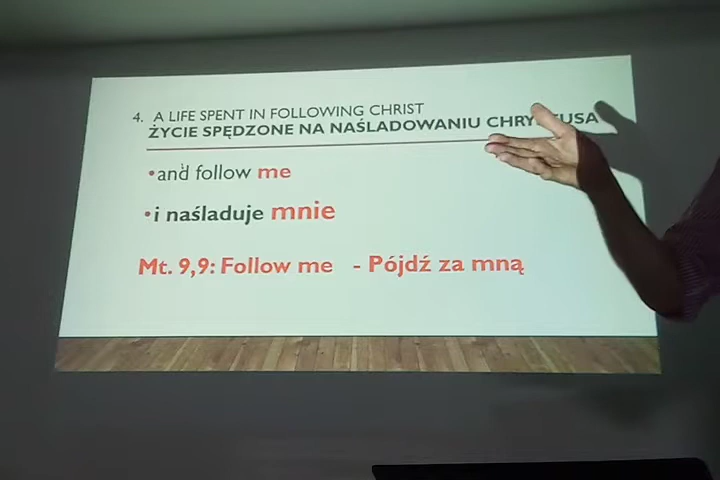 4. A LIFE SPENT IN FOLLOWING CHRIST
ŻYCIE SPĘDZONE NA NAŚLADOWANIU
•and follow me
•i naśladuje mnie
Mt. 9,9: Follow me - Pójdź za mną